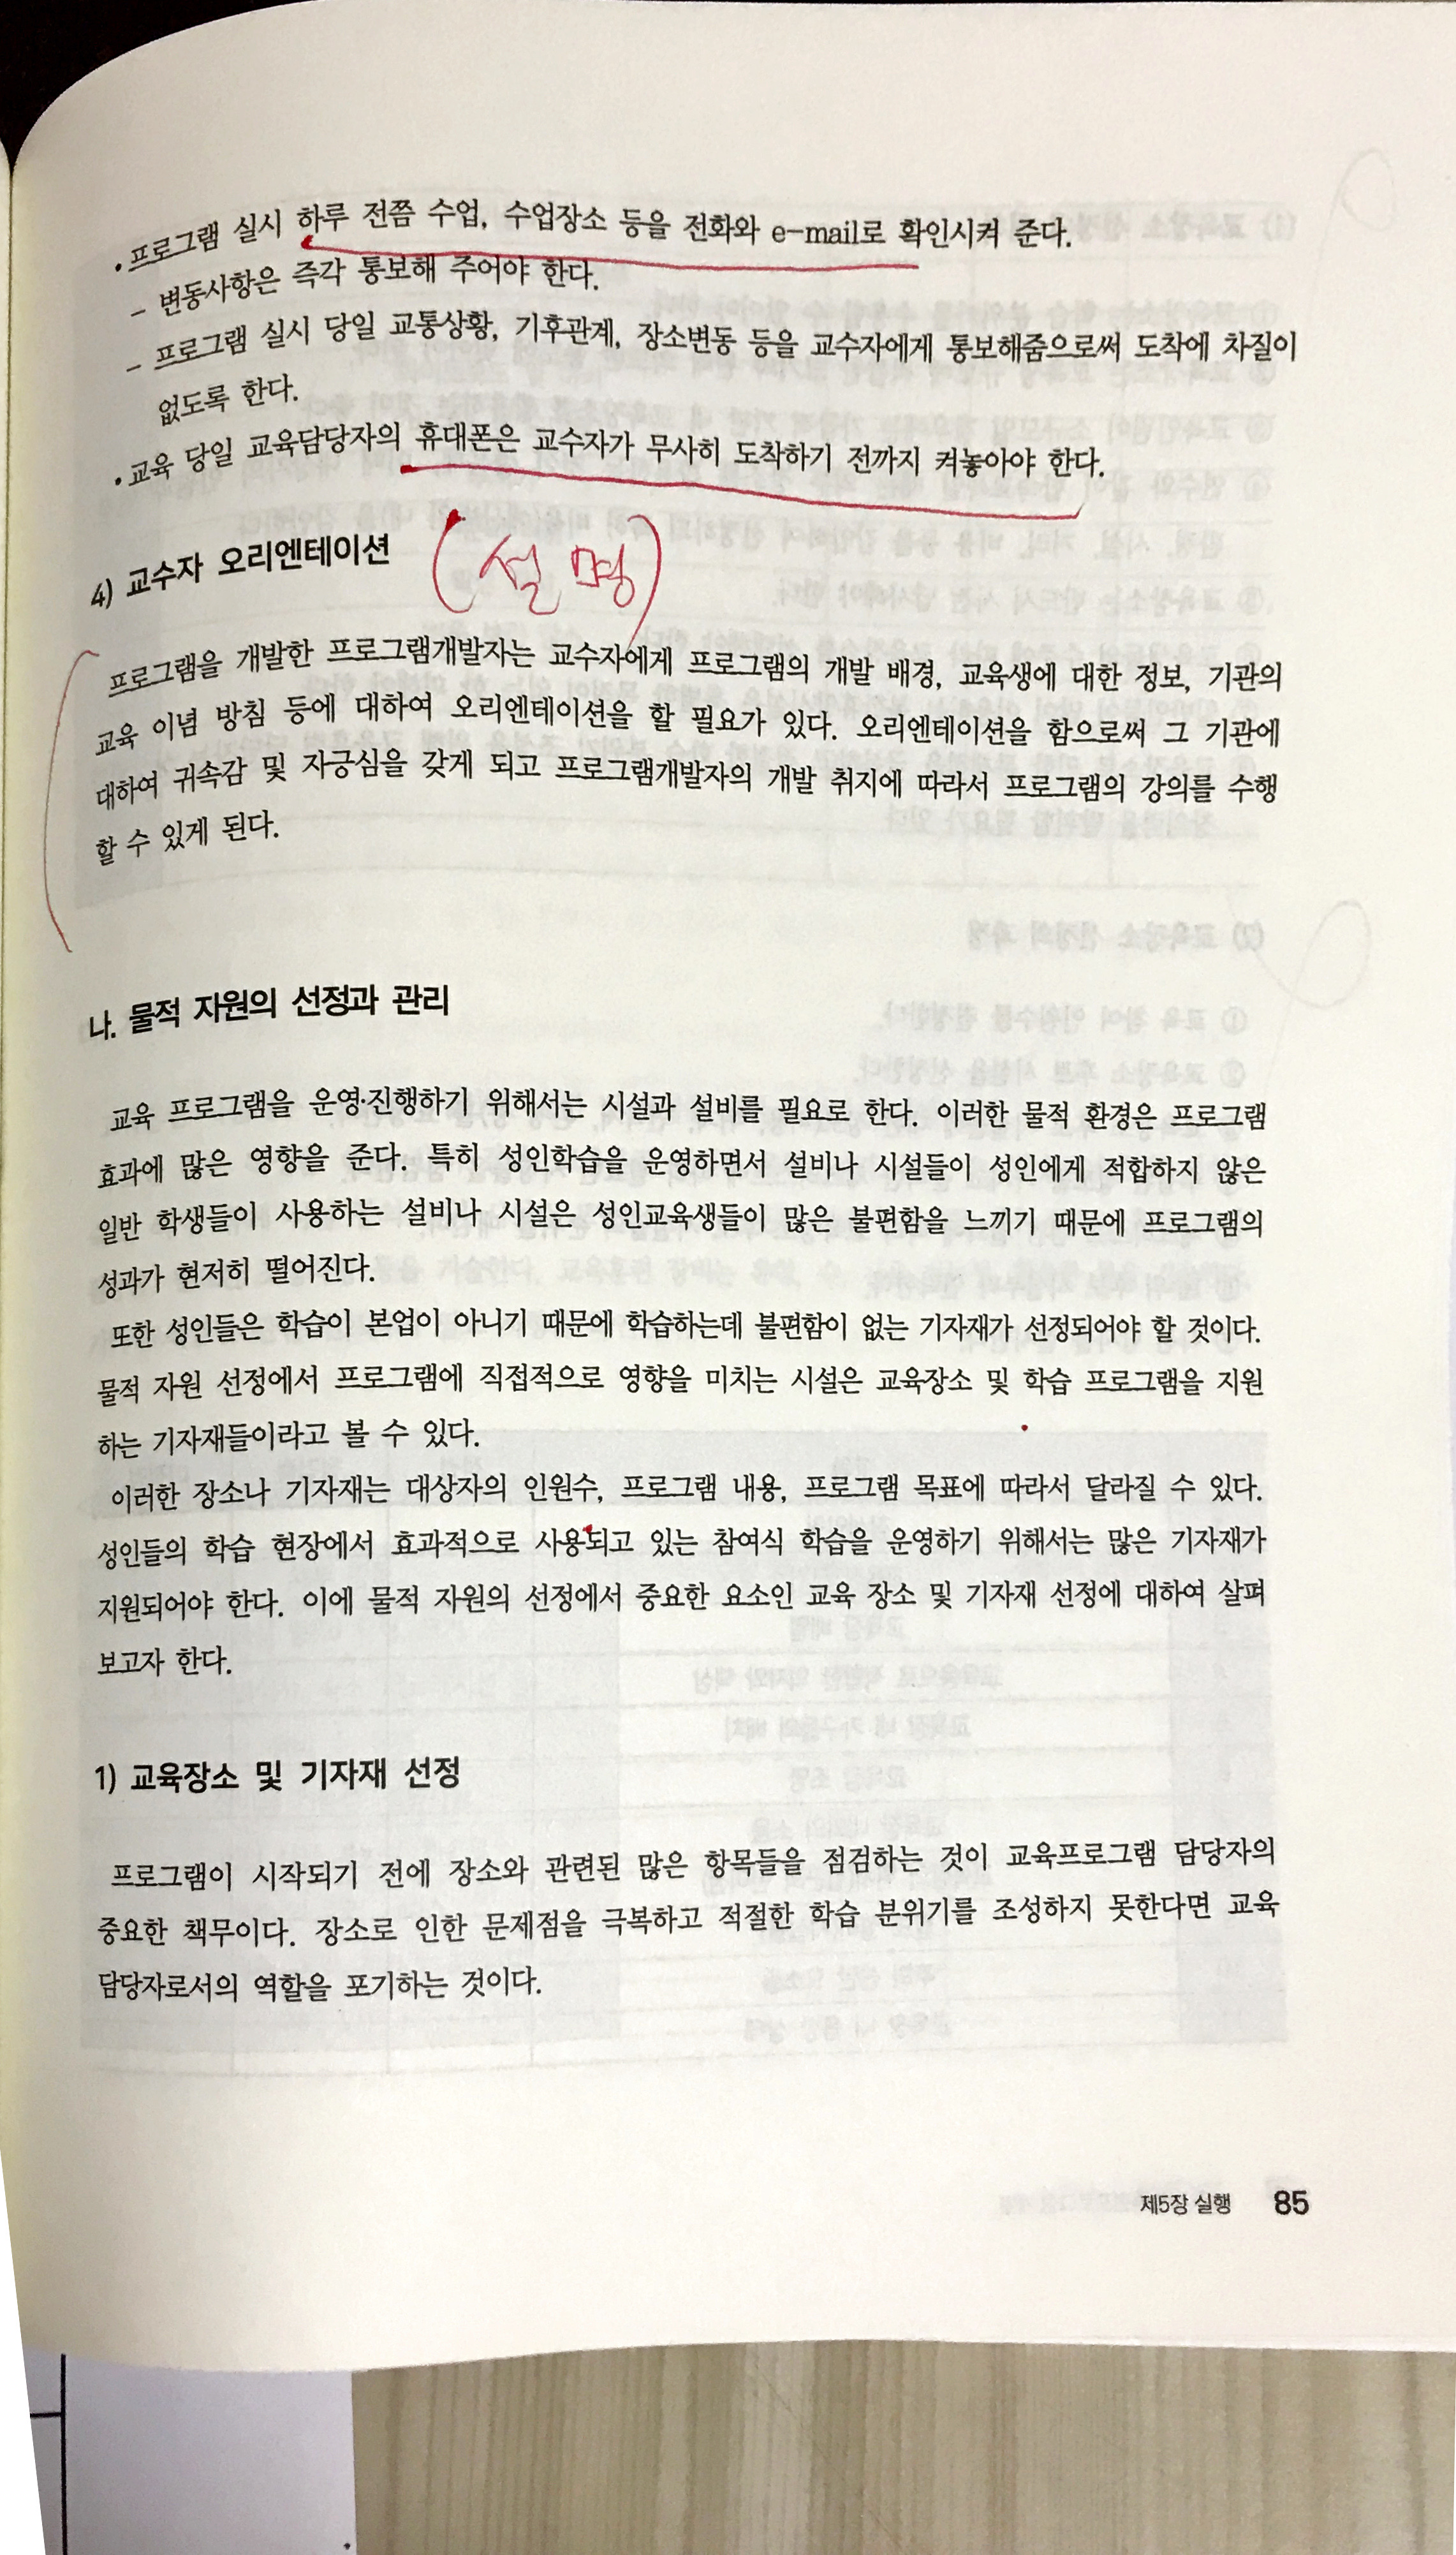 • 프로그램 실시 하루 전쯤 수업, 수업장소 등을 전화와 e-mail로 확인시켜 준다.
– 변동사항은 즉각 통보해 주어야 한다.
– 프로그램 실시 당일 교통상황, 기후관계, 장소변동 등을 교수자에게 통보해줌으로써 도착에 차질이
없도록 한다.
• 교육 당일 교육담당자의 휴대폰은 교수자가 무사히 도착하기 전까지 켜놓아야 한다.
4) 교수자 오리엔테이션 (설명)
프로그램을 개발한 프로그램개발자는 교수자에게 프로그램의 개발 배경, 교육생에 대한 정보, 기관의
교육 이념 방침 등에 대하여 오리엔테이션을 할 필요가 있다. 오리엔테이션을 함으로써 그 기관에
대하여 귀속감 및 자긍심을 갖게 되고 프로그램개발자의 개발 취지에 따라서 프로그램의 강의를 수행
할 수 있게 된다.
나. 물적 자원의 선정과 관리
교육 프로그램을 운영·진행하기 위해서는 시설과 설비를 필요로 한다. 이러한 물적 환경은 프로그램
효과에 많은 영향을 준다. 특히 성인학습을 운영하면서 설비나 시설들이 성인에게 적합하지 않은
일반 학생들이 사용하는 설비나 시설은 성인교육생들이 많은 불편함을 느끼기 때문에 프로그램의
성과가 현저히 떨어진다.
또한 성인들은 학습이 본업이 아니기 때문에 학습하는데 불편함이 없는 기자재가 선정되어야 할 것이다.
물적 자원 선정에서 프로그램에 직접적으로 영향을 미치는 시설은 교육장소 및 학습 프로그램을 지원
하는 기자재들이라고 볼 수 있다.
이러한 장소나 기자재는 대상자의 인원수, 프로그램 내용, 프로그램 목표에 따라서 달라질 수 있다.
성인들의 학습 현장에서 효과적으로 사용되고 있는 참여식 학습을 운영하기 위해서는 많은 기자재가
지원되어야 한다. 이에 물적 자원의 선정에서 중요한 요소인 교육 장소 및 기자재 선정에 대하여 살펴
보고자 한다.
1) 교육장소 및 기자재 선정
프로그램이 시작되기 전에 장소와 관련된 많은 항목들을 점검하는 것이 교육프로그램 담당자의
중요한 책무이다. 장소로 인한 문제점을 극복하고 적절한 학습 분위기를 조성하지 못한다면 교육
담당자로서의 역할을 포기하는 것이다.
제5장 실행 85